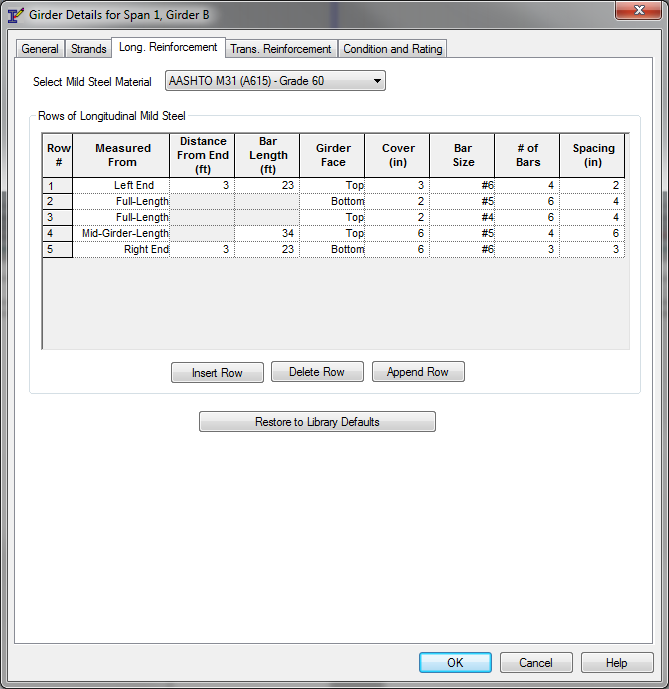 Girder Details for Span 1, Girder B
General Strands Long. Reinforcement Trans. Reinforcement Condition and Rating
Select Mild Steel Material AASHTO M31 (A615) - Grade 60
Rows of Longitudinal Mild Steel
Row # Measured From Distance From End (ft) Bar Length (ft) Girder Face Cover (in) Bar Size # of Bars Spacing (in)
1 Left End 3 23 Top 3 #6 4 2
2 Full-Length Bottom 2 #5 6 4
3 Full-Length Top 2 #4 6 4
4 Mid-Girder-Length 34 Top 6 #5 4 6
5 Right End 3 23 Bottom 6 #6 3 3
Insert Row Delete Row Append Row
Restore to Library Defaults
OK Cancel Help